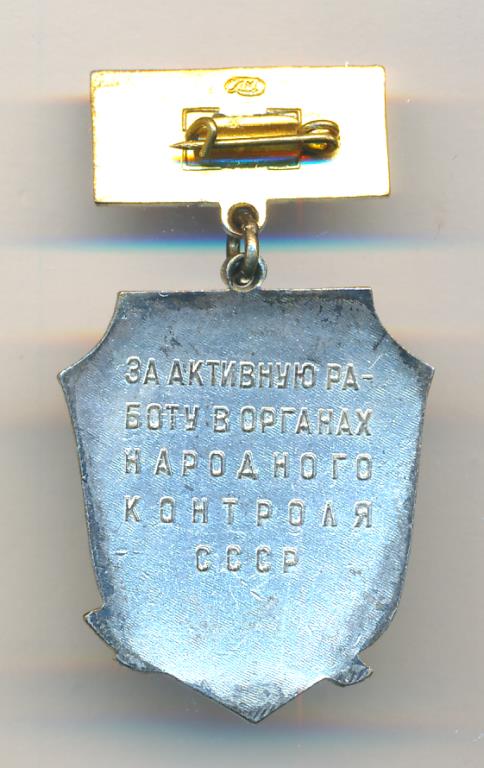 ЗА АКТИВНУЮ РА-
БОТУ В ОРГАНАХ
НАРОДНОГО
КОНТРОЛЯ
СССР